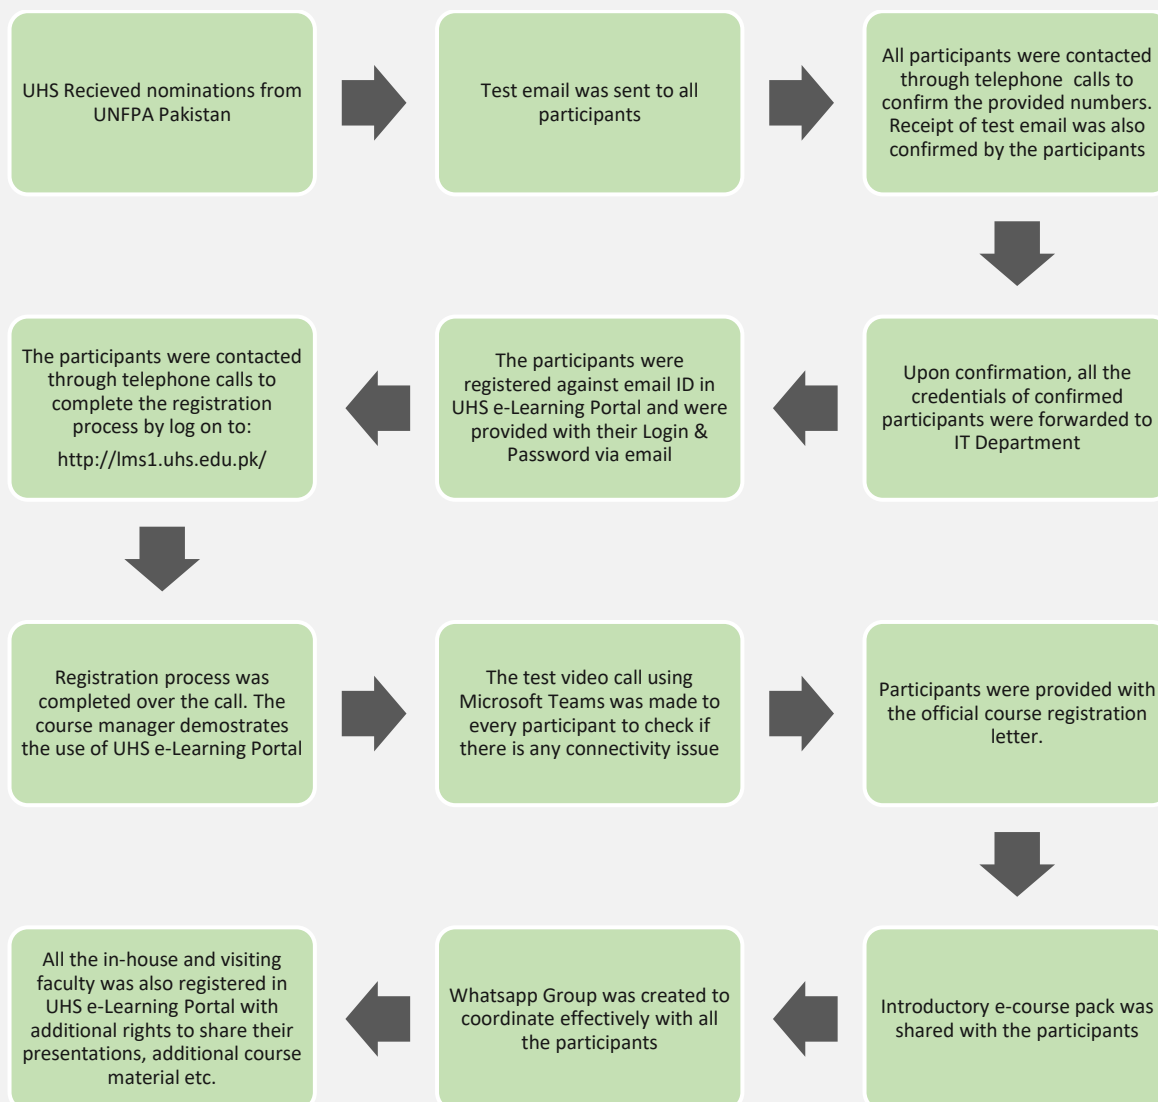 UHS Recieved nominations from
UNFPA Pakistan
Test email was sent to all
participants
All participants were contacted
through telephone calls to
confirm the provided numbers.
Receipt of test email was also
confirmed by the participants
Upon confirmation, all the
credentials of confirmed
participants were forwarded to
IT Department
The participants were
registered against email ID in
UHS e-Learning Portal and were
provided with their Login &
Password via email
The participants were contacted
through telephone calls to
complete the registration
process by log on to:
http://lms1.uhs.edu.pk/
Registration process was
completed over the call. The
course manager demostrates
the use of UHS e-Learning Portal
The test video call using
Microsoft Teams was made to
every participant to check if
there is any connectivity issue
Participants were provided with
the official course registration
letter.
Introductory e-course pack was
shared with the participants
Whatsapp Group was created to
coordinate effectively with all
the participants
All the in-house and visiting
faculty was also registered in
UHS e-Learning Portal with
additional rights to share their
presentations, additional course
material etc.